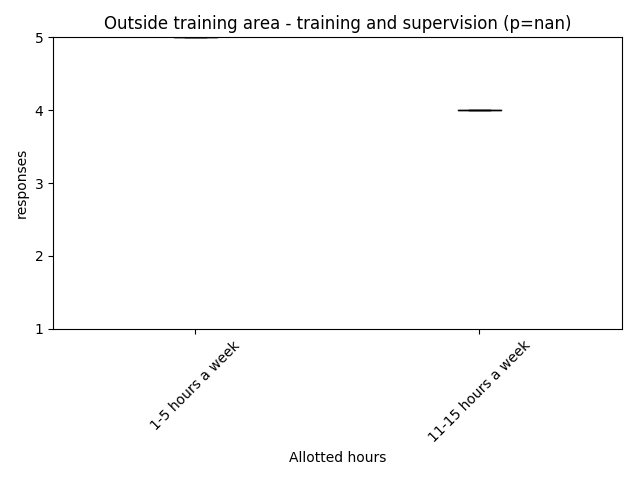 Outside training area - training and supervision (p=nan)
5
4
3
2
1
responses
1-5 hours a week
11-15 hours a week
Allotted hours